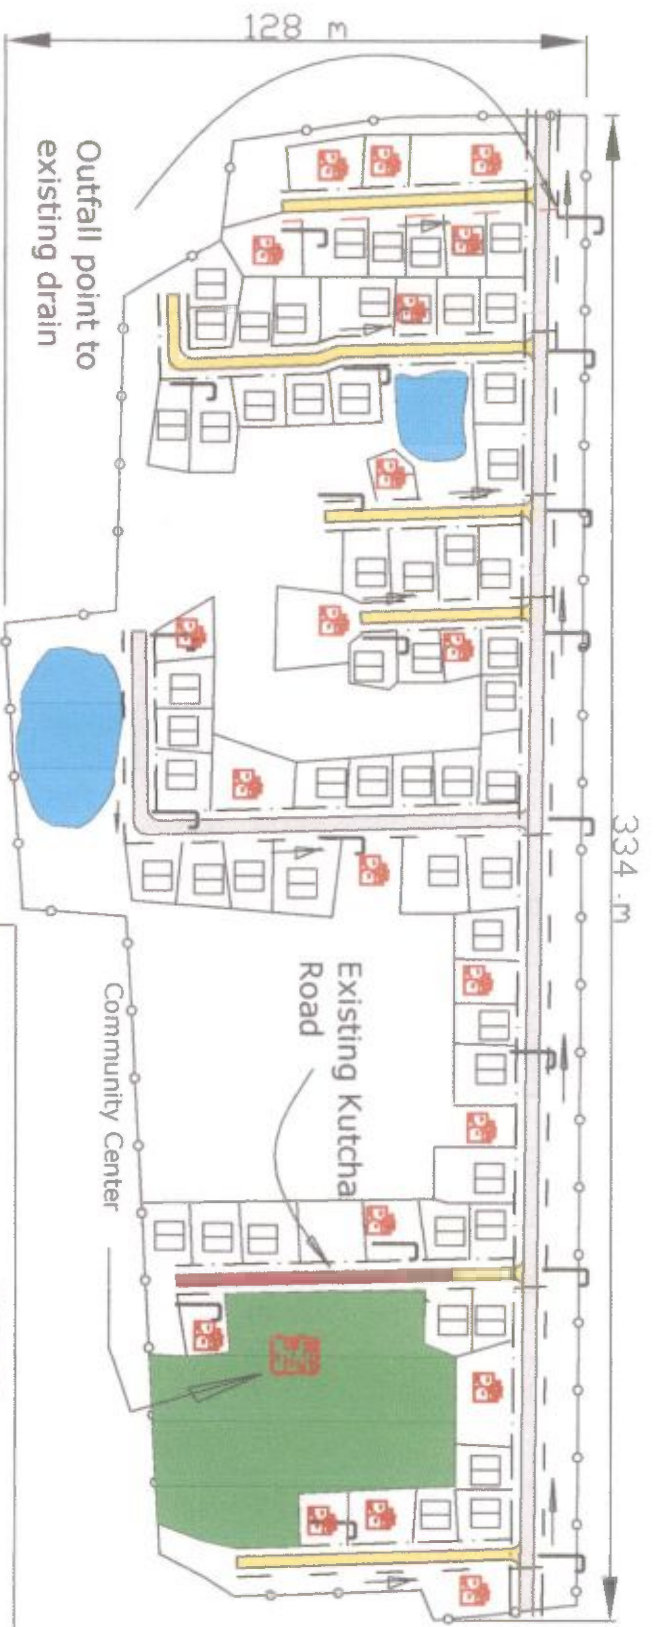 128 m
Outfall point to
existing drain
334 m
Existing Kutcha
Road
Community Center